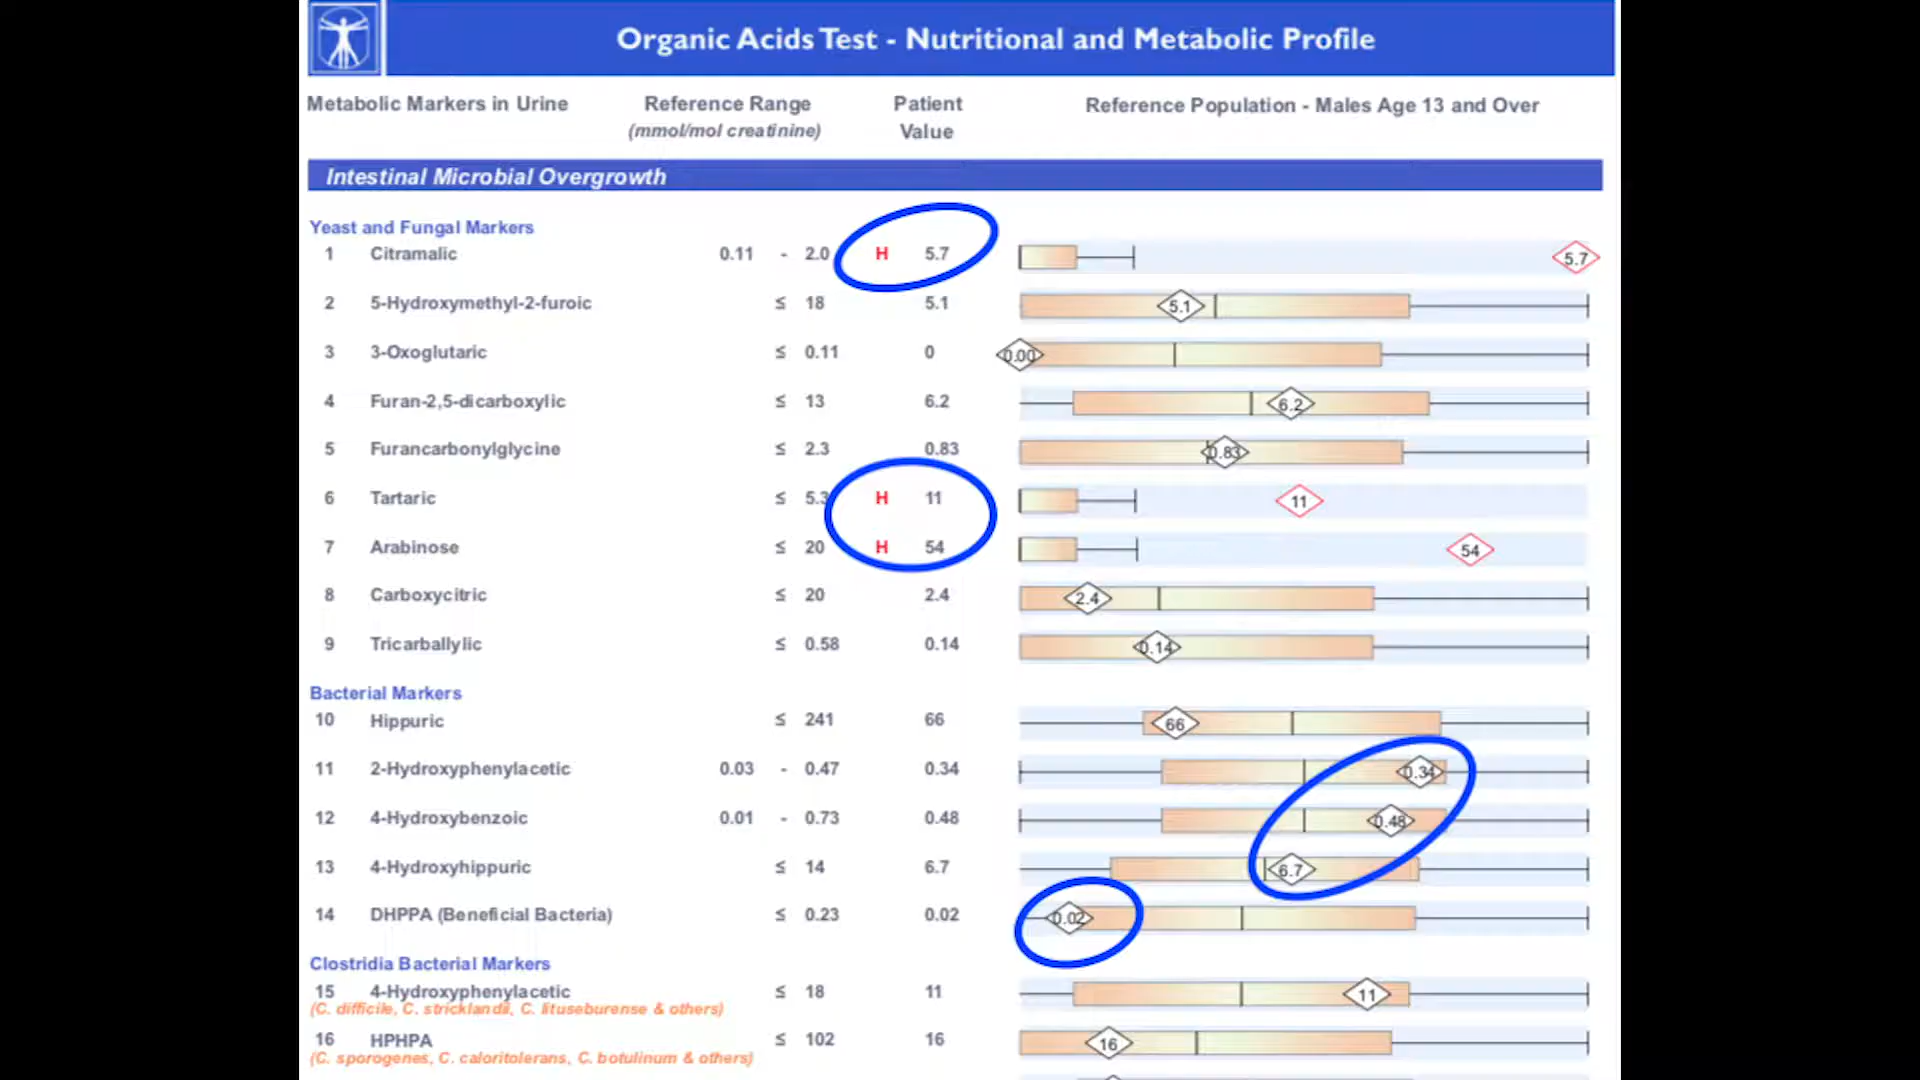 Organic Acids Test - Nutritional and Metabolic Profile
Metabolic Markers in Urine Reference Range Patient Reference Population - Males Age 13 and Over
(mmol/mol creatinine) Value
Intestinal Microbial Overgrowth
Yeast and Fungal Markers
1 Citramalic 0.11 - 2.0 H 5.7 5.7
2 5-Hydroxymethyl-2-furoic ≤ 18 5.1 5.1
3 3-Oxoglutaric ≤ 0.11 0 0.00
4 Furan-2,5-dicarboxylic ≤ 13 6.2 6.2
5 Furancarbonylglycine ≤ 2.3 0.83 0.83
6 Tartaric ≤ 5.3 H 11 11
7 Arabinose ≤ 20 H 54 54
8 Carboxycitric ≤ 20 2.4 2.4
9 Tricarballylic ≤ 0.58 0.14 0.14
Bacterial Markers
10 Hippuric ≤ 241 66 66
11 2-Hydroxyphenylacetic 0.03 - 0.47 0.34 0.34
12 4-Hydroxybenzoic 0.01 - 0.73 0.48 0.48
13 4-Hydroxyhippuric ≤ 14 6.7 6.7
14 DHPPA (Beneficial Bacteria) ≤ 0.23 0.02 0.02
Clostridia Bacterial Markers
15 4-Hydroxyphenylacetic ≤ 18 11 11
(C. difficile, C. stricklandii, C. lituseburense & others)
16 HPHPA ≤ 102 16 16
(C. sporogenes, C. caloritolerans, C. botulinum & others)